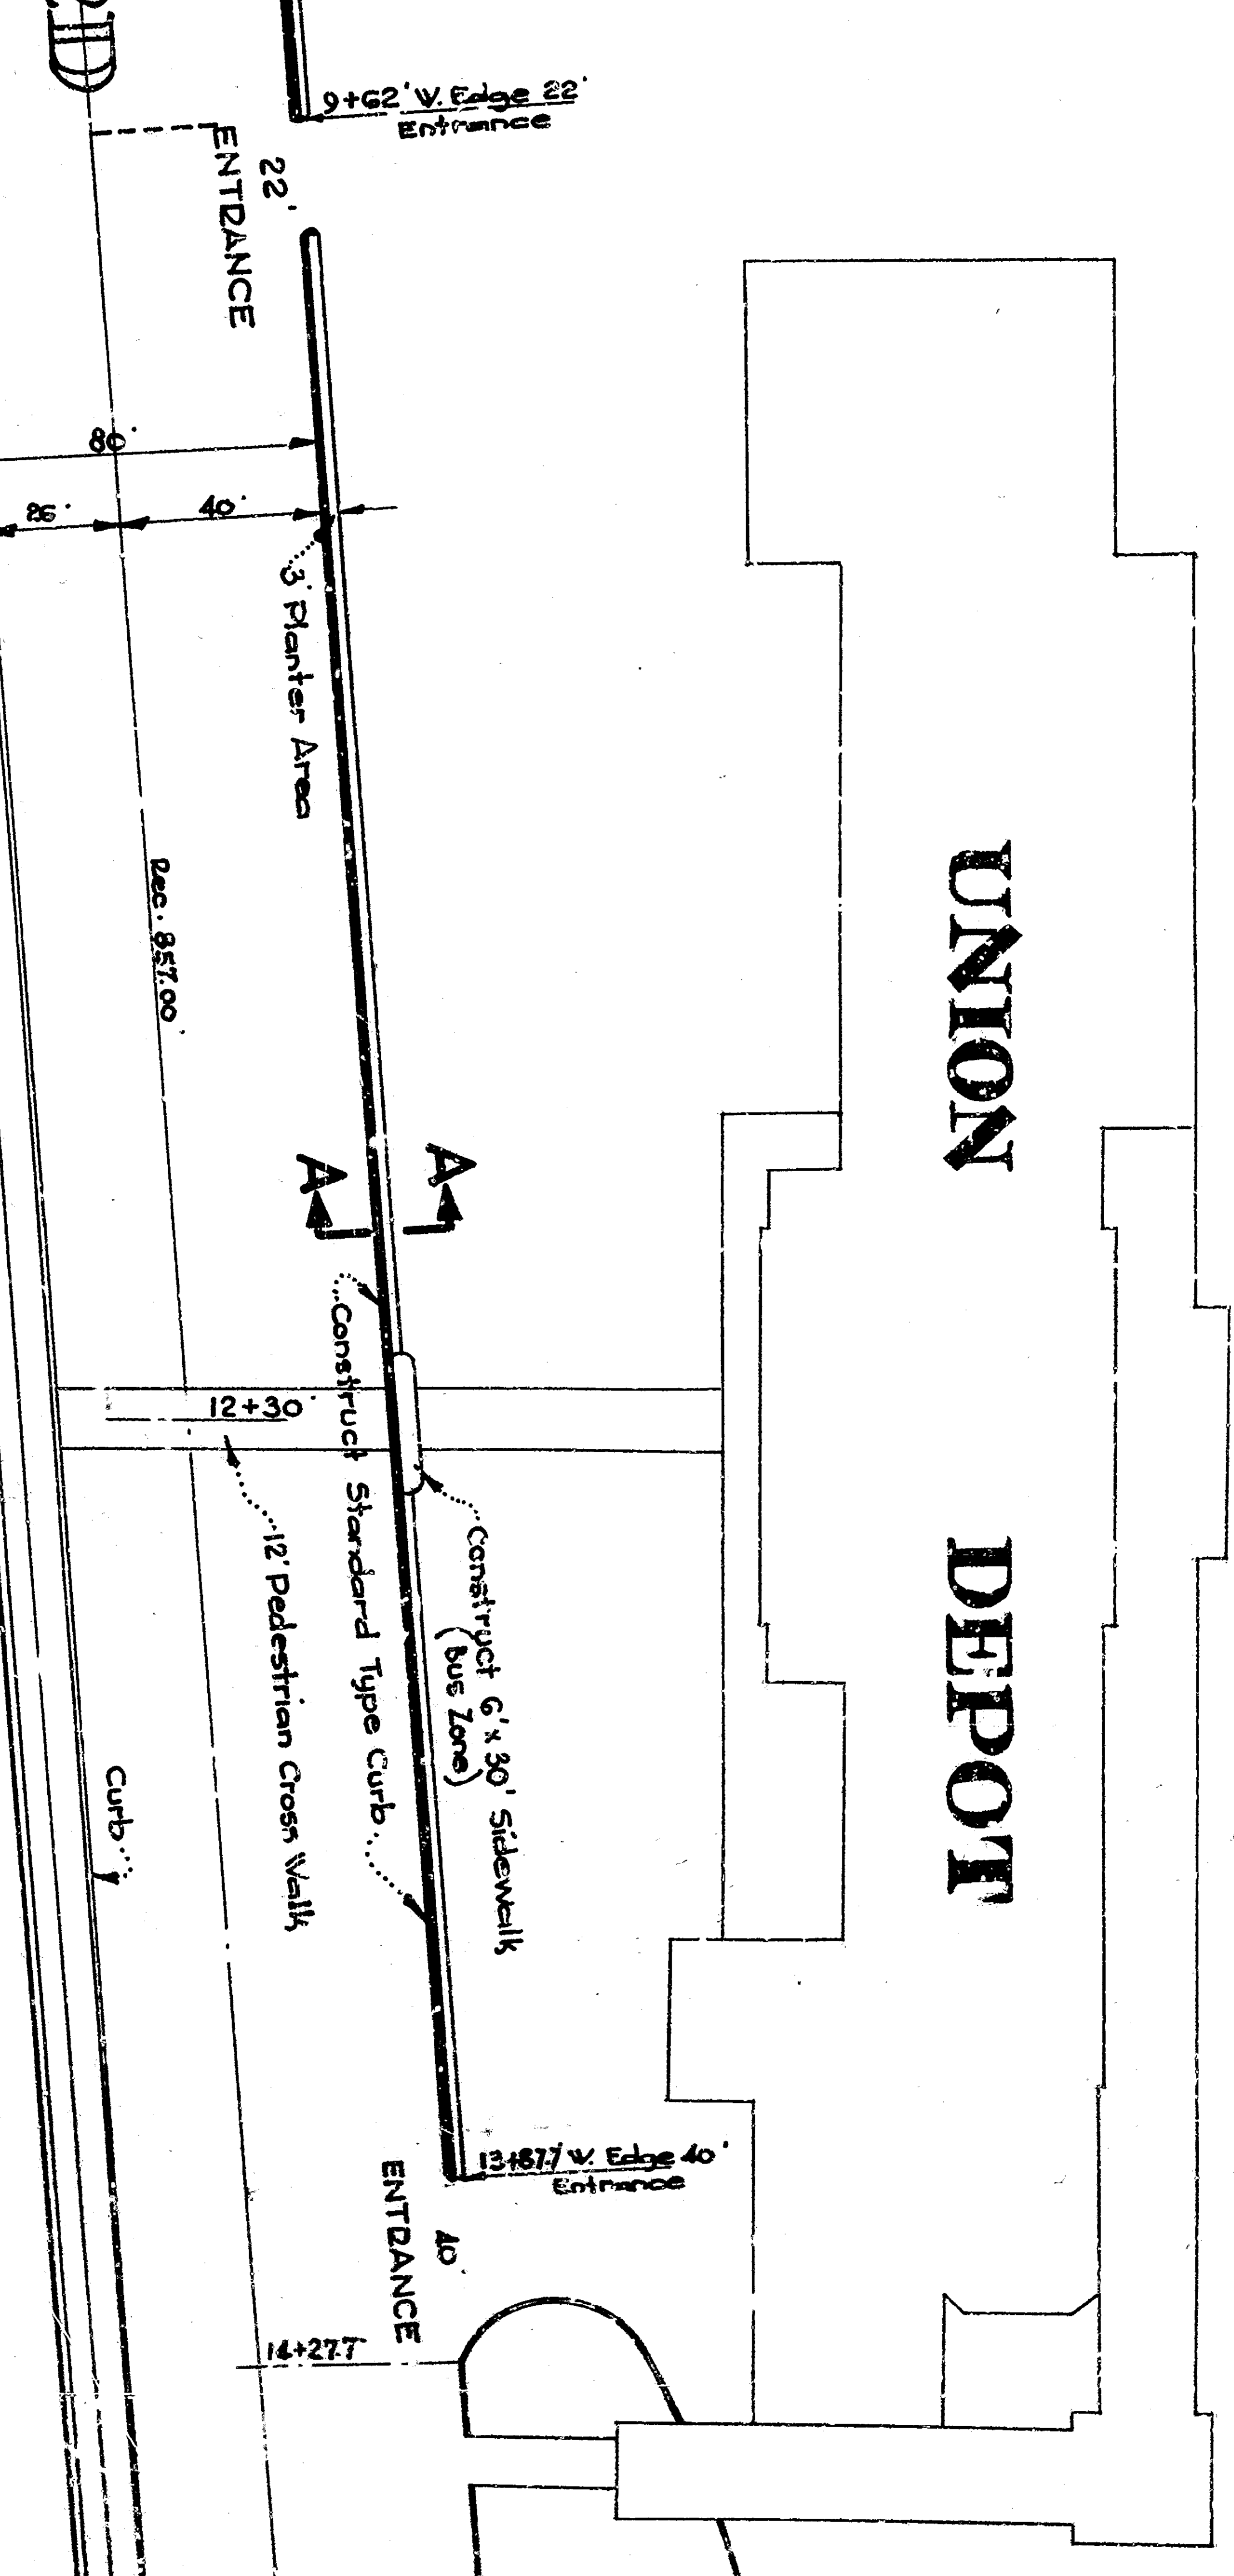 9+62' W. Edge 22'
Entrance
22'
ENTRANCE
80'
40'
3' Planter Area
Rec. 857.00'
UNION DEPOT
A
A
12+30'
Construct Standard Type Curb
Construct 6' x 30' Sidewalk
(Bus Zone)
12' Pedestrian Cross Walk
Curb
13+87.7 W. Edge 40'
Entrance
40'
ENTRANCE
14+27.7